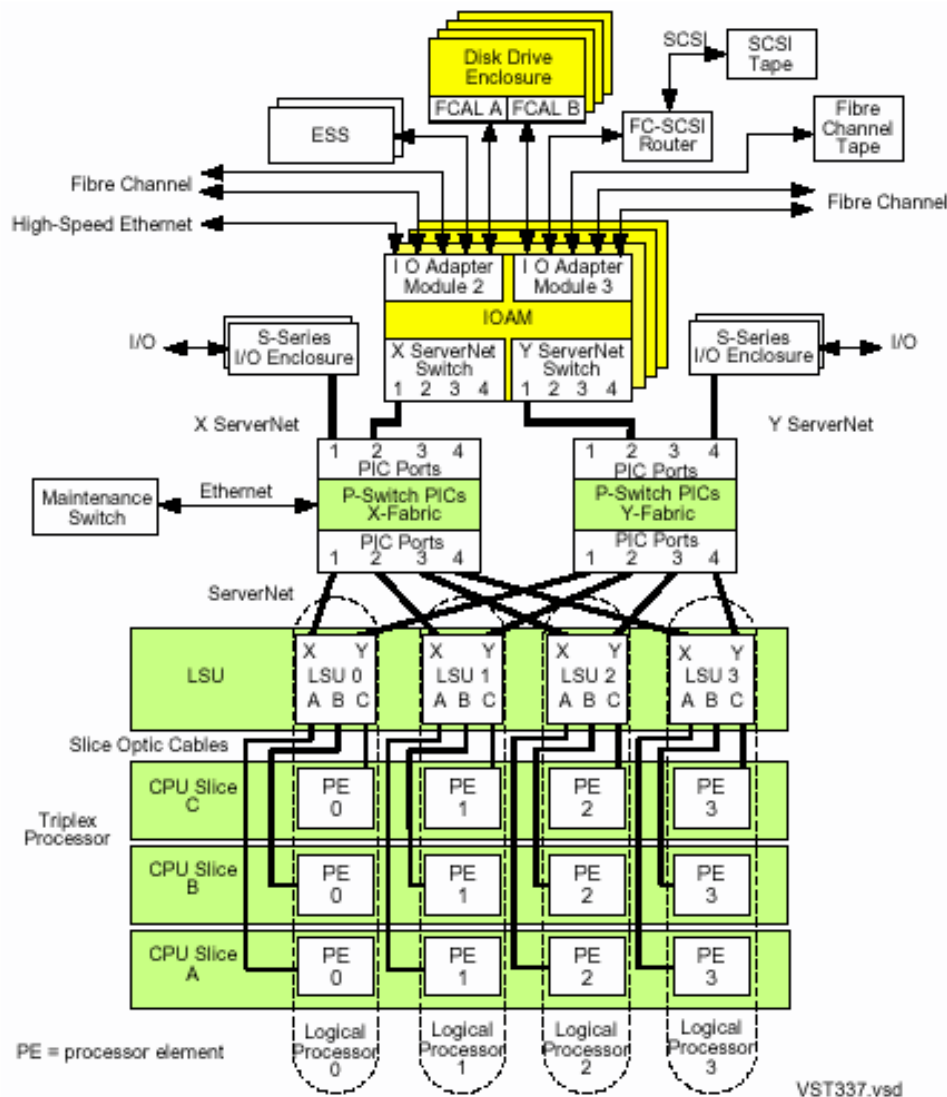 SCSI
SCSI
Tape
Disk Drive
Enclosure
FCAL A
FCAL B
ESS
FC-SCSI
Router
Fibre
Channel
Tape
Fibre Channel
Fibre Channel
High-Speed Ethernet
I O Adapter
Module 2
I O Adapter
Module 3
IOAM
I/O
S-Series
I/O Enclosure
X ServerNet
Switch
1 2 3 4
Y ServerNet
Switch
1 2 3 4
S-Series
I/O Enclosure
I/O
X ServerNet
Y ServerNet
1 2 3 4
PIC Ports
P-Switch PICs
X-Fabric
PIC Ports
1 2 3 4
1 2 3 4
PIC Ports
P-Switch PICs
Y-Fabric
PIC Ports
1 2 3 4
Maintenance
Switch
Ethernet
ServerNet
LSU
X Y
LSU 0
A B C
X Y
LSU 1
A B C
X Y
LSU 2
A B C
X Y
LSU 3
A B C
Slice Optic Cables
Triplex
Processor
CPU Slice
C
PE
0
PE
1
PE
2
PE
3
CPU Slice
B
PE
0
PE
1
PE
2
PE
3
CPU Slice
A
PE
0
PE
1
PE
2
PE
3
PE = processor element
Logical
Processor
0
Logical
Processor
1
Logical
Processor
2
Logical
Processor
3
VST337.vsd